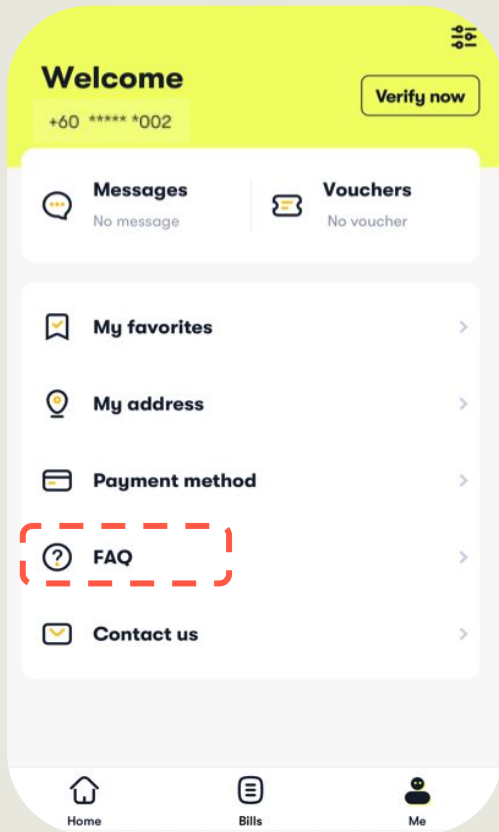 Welcome
Verify now
+60 ***** *002
Messages
No message
Vouchers
No voucher
My favorites
My address
Payment method
FAQ
Contact us
Home
Bills
Me